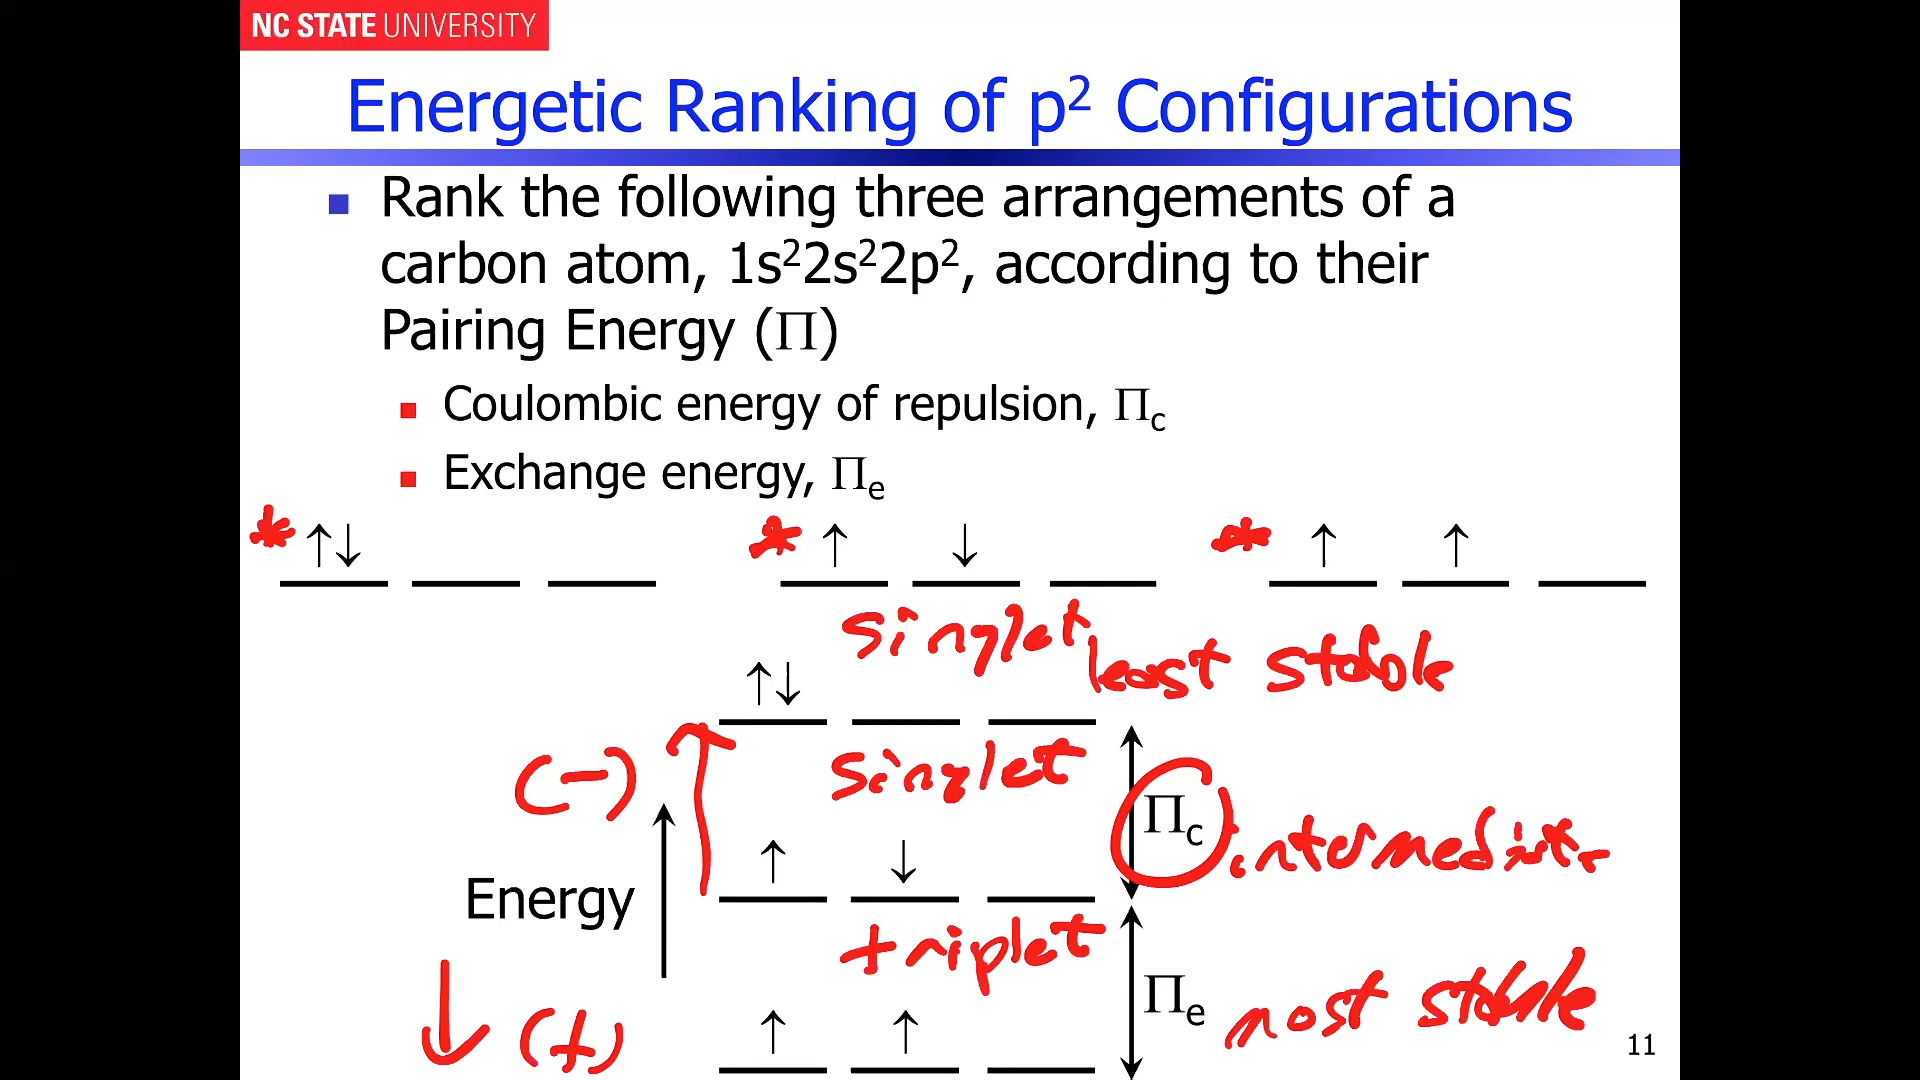 NC STATE UNIVERSITY
Energetic Ranking of p² Configurations
Rank the following three arrangements of a
carbon atom, 1s²2s²2p², according to their
Pairing Energy (Π)
Coulombic energy of repulsion, Πc
Exchange energy, Πe
* ↑↓ * ↑ ↓ * ↑ ↑
singlet
↑↓ least stable
(-) singlet
Πc intermediate
↑ ↓
Energy
triplet
Πe most stable
(+) ↑ ↑
11